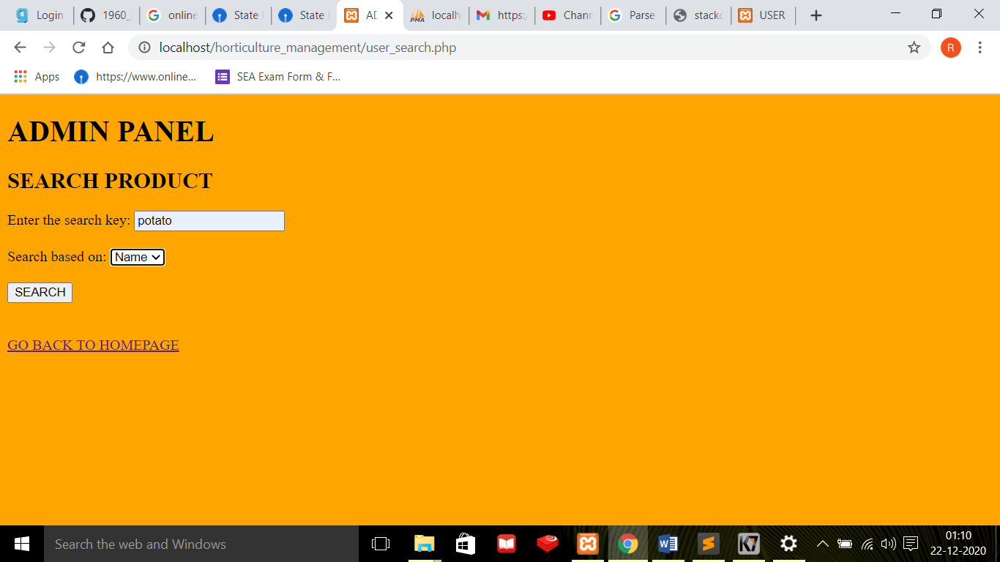 Login 1960_ online State State AD localh https:/ Chann Parse stack USER
localhost/horticulture_management/user_search.php R
Apps https://www.online... SEA Exam Form & F...
ADMIN PANEL
SEARCH PRODUCT
Enter the search key: potato
Search based on: Name
SEARCH
GO BACK TO HOMEPAGE
Search the web and Windows
01:10
22-12-2020